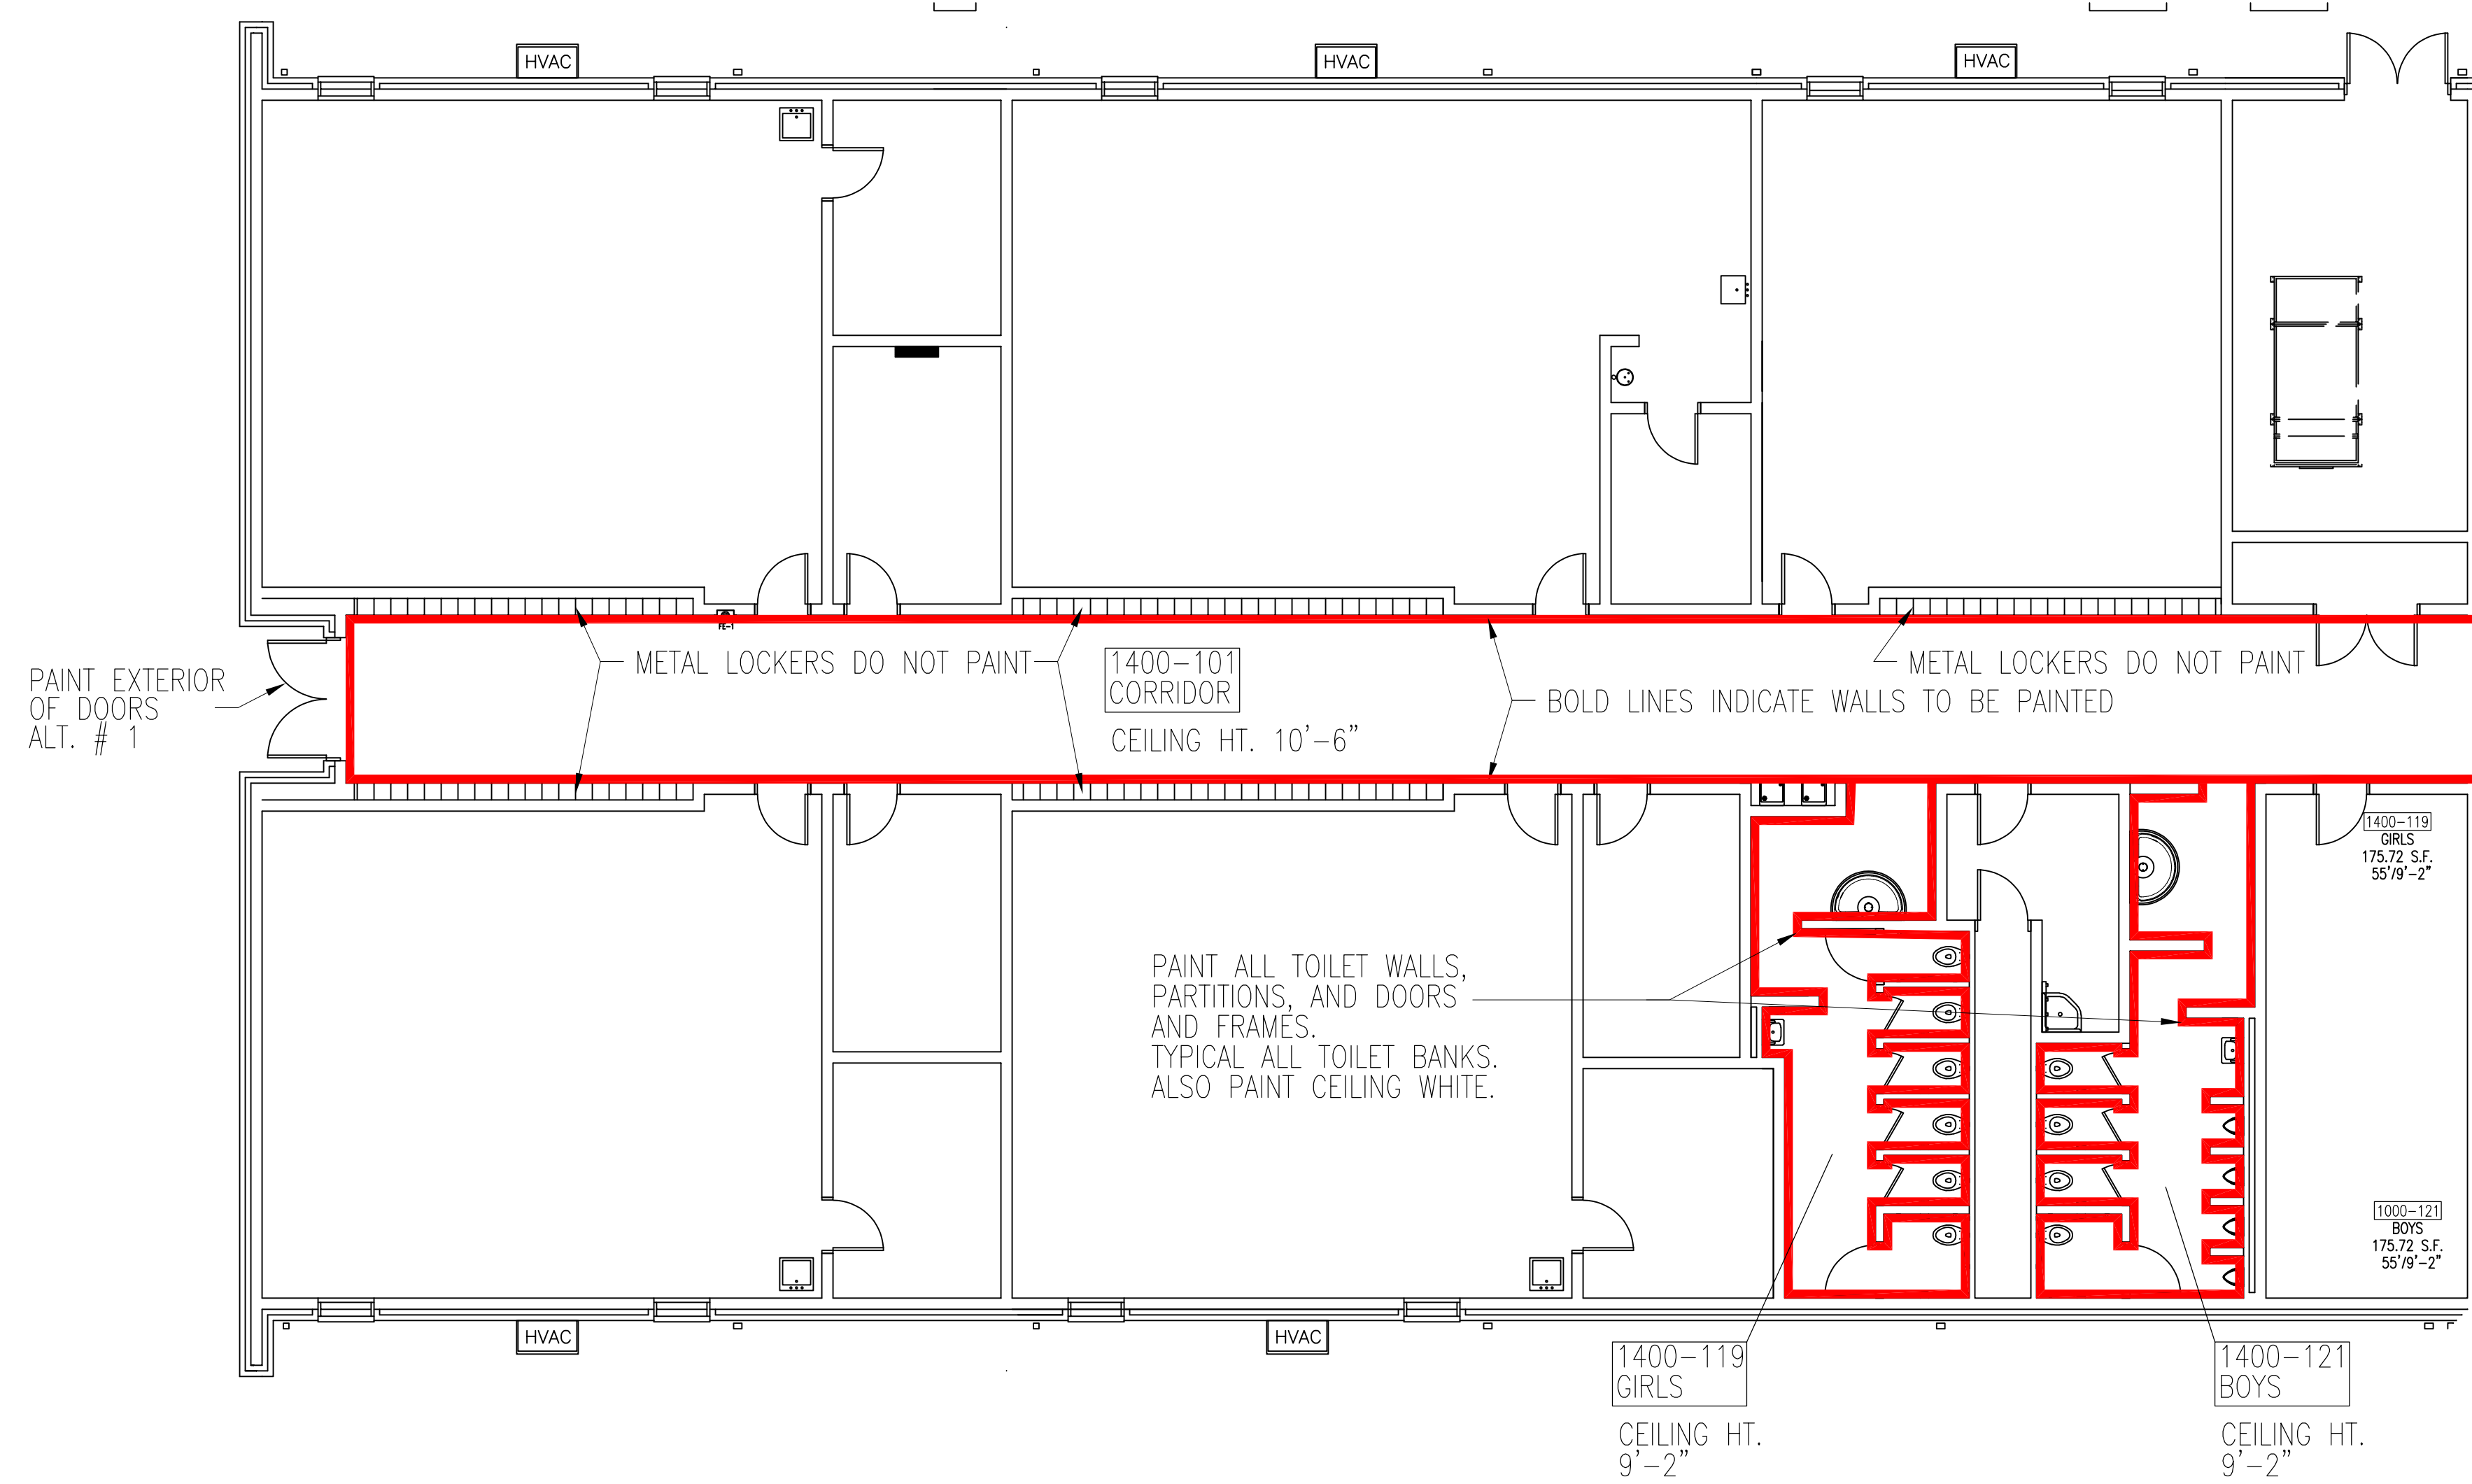 HVAC
HVAC
HVAC
FE-1
PAINT EXTERIOR
OF DOORS
ALT. # 1
METAL LOCKERS DO NOT PAINT
1400-101
CORRIDOR
CEILING HT. 10'-6"
METAL LOCKERS DO NOT PAINT
BOLD LINES INDICATE WALLS TO BE PAINTED
1400-119
GIRLS
175.72 S.F.
55'/9'-2"
PAINT ALL TOILET WALLS,
PARTITIONS, AND DOORS
AND FRAMES.
TYPICAL ALL TOILET BANKS.
ALSO PAINT CEILING WHITE.
1000-121
BOYS
175.72 S.F.
55'/9'-2"
HVAC
HVAC
1400-119
GIRLS
CEILING HT.
9'-2"
1400-121
BOYS
CEILING HT.
9'-2"